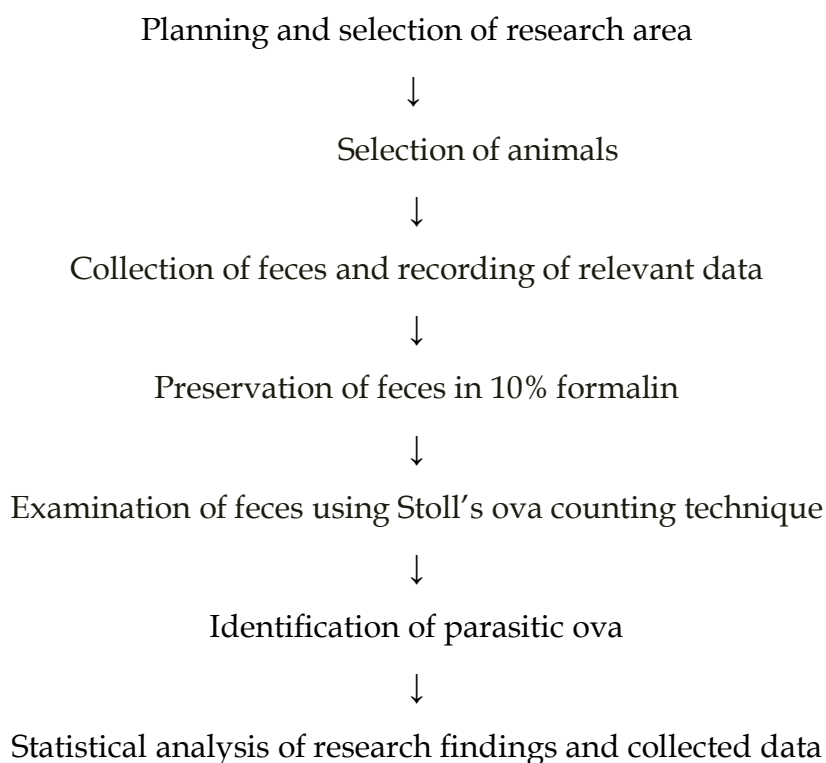 Planning and selection of research area
↓
Selection of animals
↓
Collection of feces and recording of relevant data
↓
Preservation of feces in 10% formalin
↓
Examination of feces using Stoll’s ova counting technique
↓
Identification of parasitic ova
↓
Statistical analysis of research findings and collected data